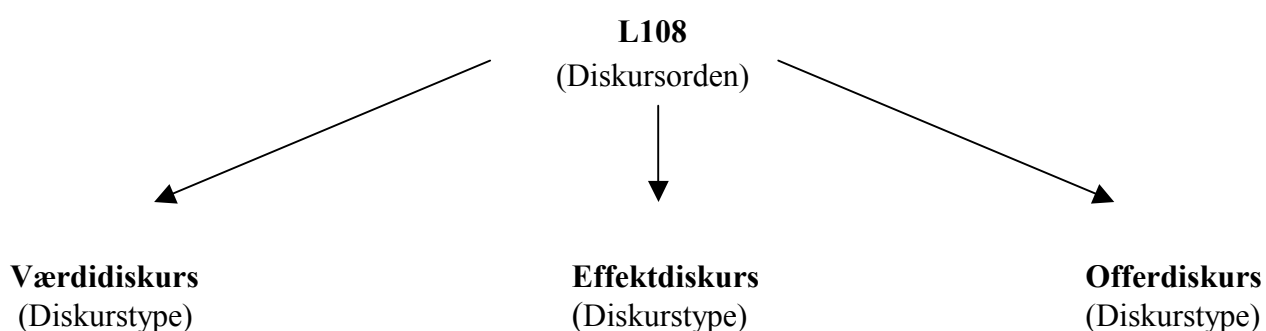 L108
(Diskursorden)
Værdidiskurs
(Diskurstype)
Effektdiskurs
(Diskurstype)
Offerdiskurs
(Diskurstype)